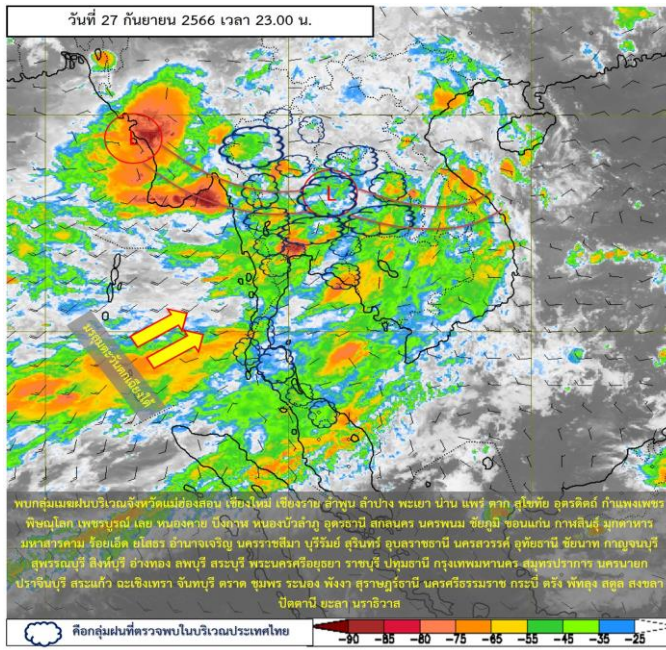 วันที่ 27 กันยายน 2566 เวลา 23.00 น.
L
L
มรสุมตะวันตกเฉียงใต้
พบกลุ่มเมฆฝนบริเวณจังหวัดแม่ฮ่องสอน เชียงใหม่ เชียงราย ลำพูน ลำปาง พะเยา น่าน แพร่ ตาก สุโขทัย อุตรดิตถ์ กำแพงเพชร
พิษณุโลก เพชรบูรณ์ เลย หนองคาย บึงกาฬ หนองบัวลำภู อุดรธานี สกลนคร นครพนม ชัยภูมิ ขอนแก่น กาฬสินธุ์ มุกดาหาร
มหาสารคาม ร้อยเอ็ด ยโสธร อำนาจเจริญ นครราชสีมา บุรีรัมย์ สุรินทร์ อุบลราชธานี นครสวรรค์ อุทัยธานี ชัยนาท กาญจนบุรี
สุพรรณบุรี สิงห์บุรี อ่างทอง ลพบุรี สระบุรี พระนครศรีอยุธยา ราชบุรี ปทุมธานี กรุงเทพมหานคร สมุทรปราการ นครนายก
ปราจีนบุรี สระแก้ว ฉะเชิงเทรา จันทบุรี ตราด ชุมพร ระนอง พังงา สุราษฎร์ธานี นครศรีธรรมราช กระบี่ ตรัง พัทลุง สตูล สงขลา
ปัตตานี ยะลา นราธิวาส
คือกลุ่มฝนที่ตรวจพบในบริเวณประเทศไทย
-90 -85 -80 -75 -65 -55 -45 -35 -25